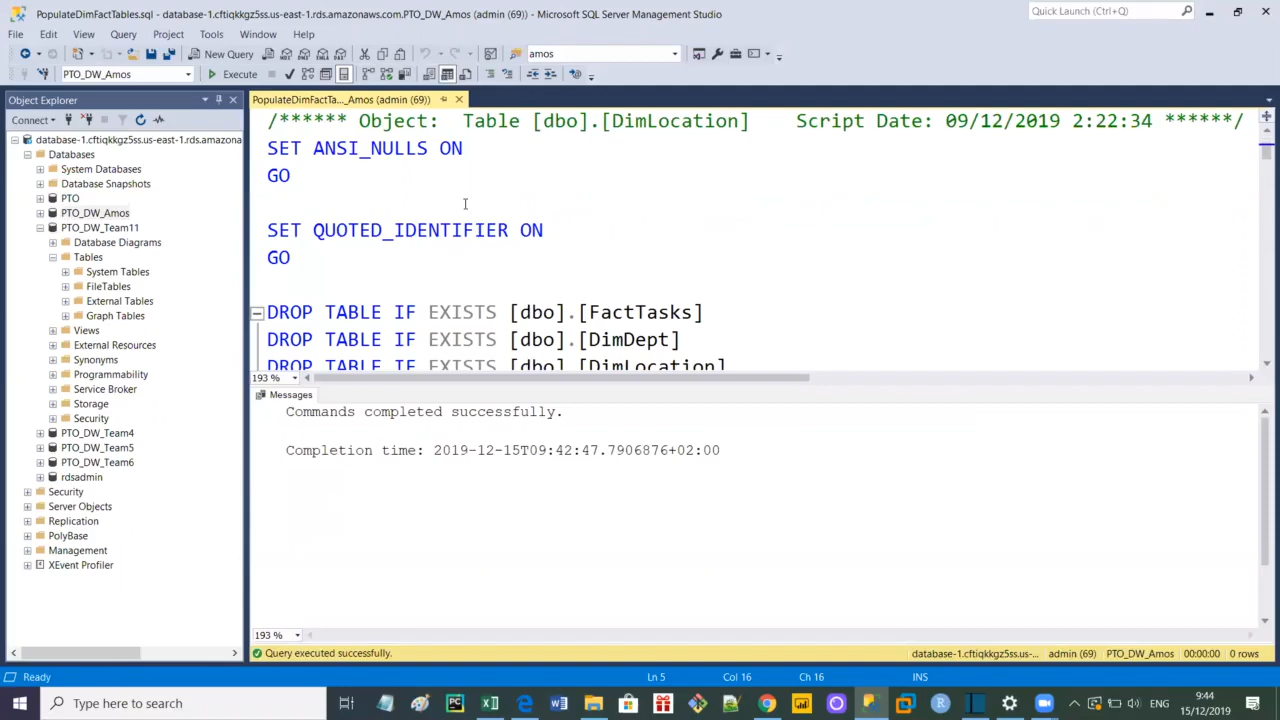 PopulateDimFactTables.sql - database-1.cftiqkkgz5ss.us-east-1.rds.amazonaws.com.PTO_DW_Amos (admin (69)) - Microsoft SQL Server Management Studio
Quick Launch (Ctrl+Q)
File Edit View Query Project Tools Window Help
New Query
amos
PTO_DW_Amos
Execute
Object Explorer
PopulateDimFactTa..._Amos (admin (69))
Connect
database-1.cftiqkkgz5ss.us-east-1.rds.amazona
Databases
System Databases
Database Snapshots
PTO
PTO_DW_Amos
PTO_DW_Team11
Database Diagrams
Tables
System Tables
FileTables
External Tables
Graph Tables
Views
External Resources
Synonyms
Programmability
Service Broker
Storage
Security
PTO_DW_Team4
PTO_DW_Team5
PTO_DW_Team6
rdsadmin
Security
Server Objects
Replication
PolyBase
Management
XEvent Profiler
/****** Object:  Table [dbo].[DimLocation]    Script Date: 09/12/2019 2:22:34 ******/
SET ANSI_NULLS ON
GO
SET QUOTED_IDENTIFIER ON
GO
DROP TABLE IF EXISTS [dbo].[FactTasks]
DROP TABLE IF EXISTS [dbo].[DimDept]
DROP TABLE IF EXISTS [dbo].[DimLocation]
193 %
Messages
Commands completed successfully.
Completion time: 2019-12-15T09:42:47.7906876+02:00
193 %
Query executed successfully.
database-1.cftiqkkgz5ss.us-... admin (69) PTO_DW_Amos 00:00:00 0 rows
Ready
Ln 5 Col 16 Ch 16 INS
Type here to search
ENG
9:44
15/12/2019